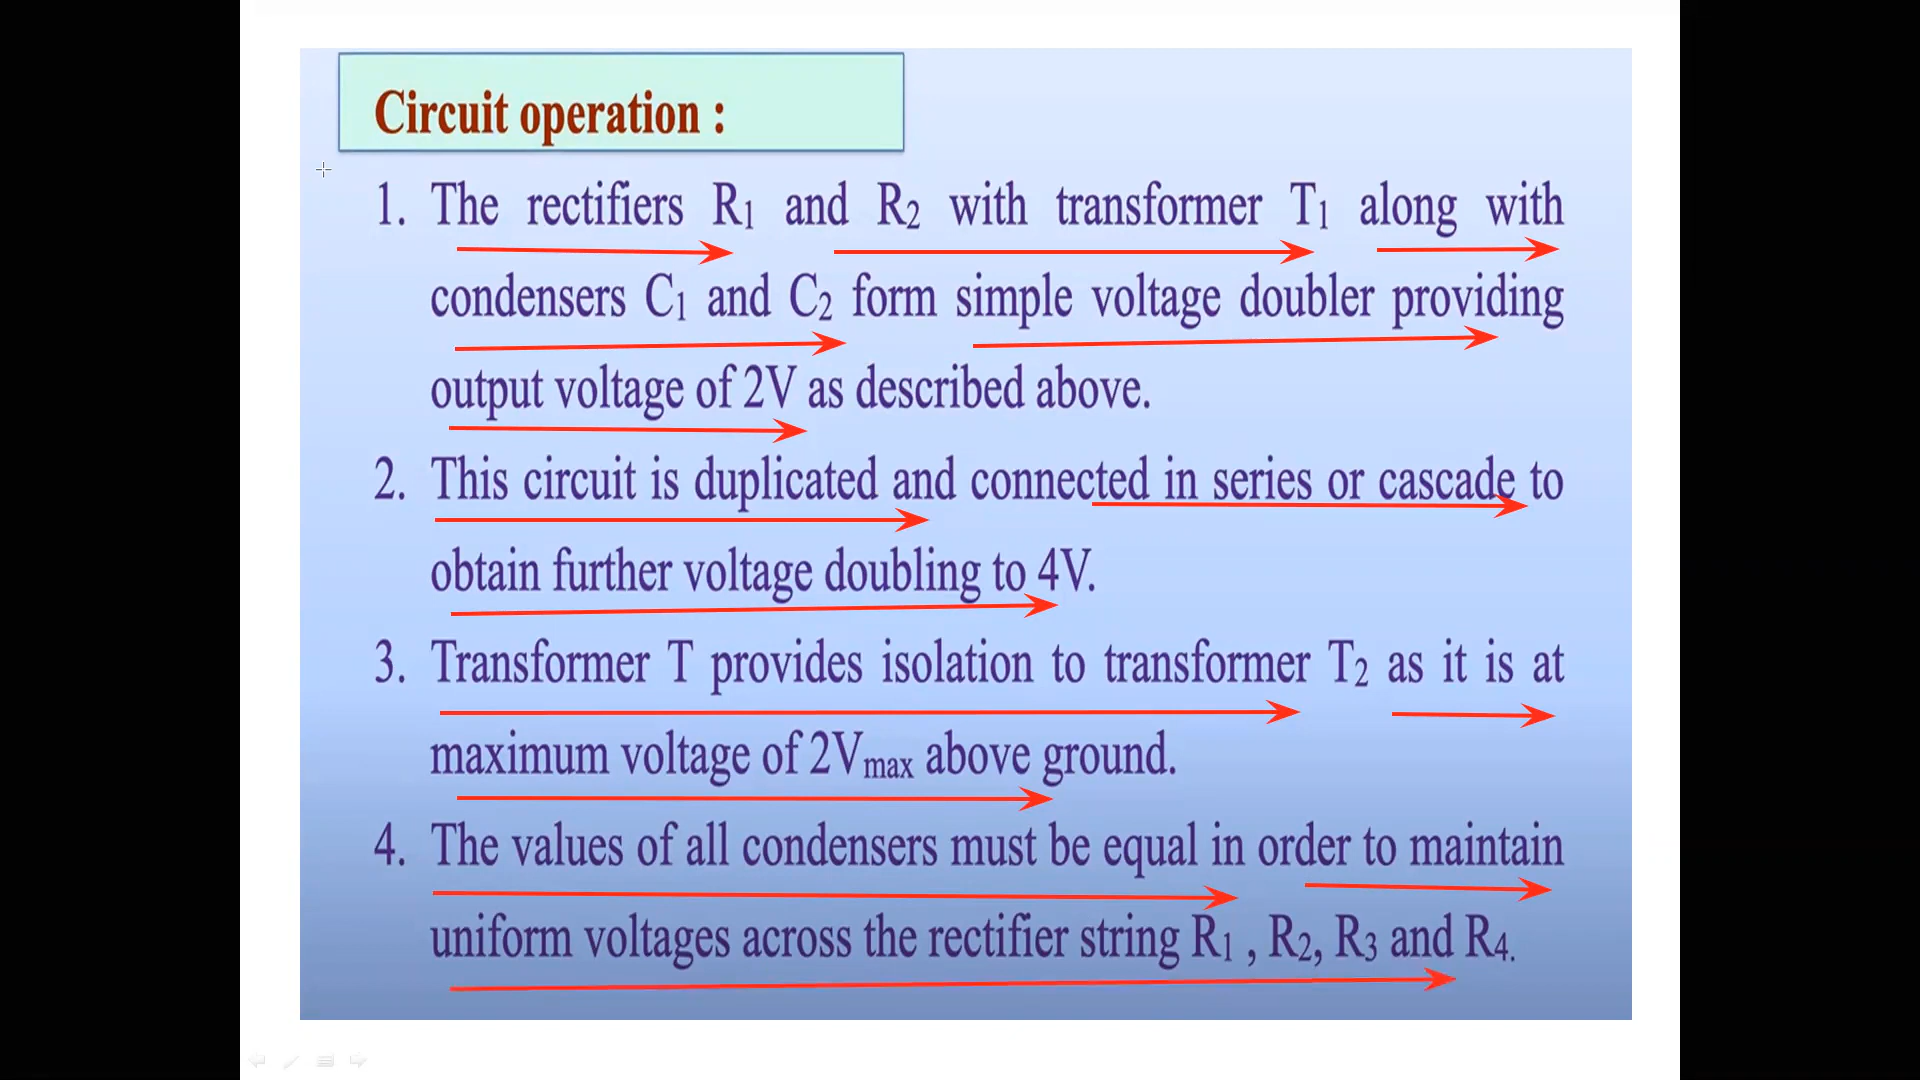 Circuit operation :
1. The rectifiers R₁ and R₂ with transformer T₁ along with
condensers C₁ and C₂ form simple voltage doubler providing
output voltage of 2V as described above.
2. This circuit is duplicated and connected in series or cascade to
obtain further voltage doubling to 4V.
3. Transformer T provides isolation to transformer T₂ as it is at
maximum voltage of 2Vₘₐₓ above ground.
4. The values of all condensers must be equal in order to maintain
uniform voltages across the rectifier string R₁ , R₂, R₃ and R₄.